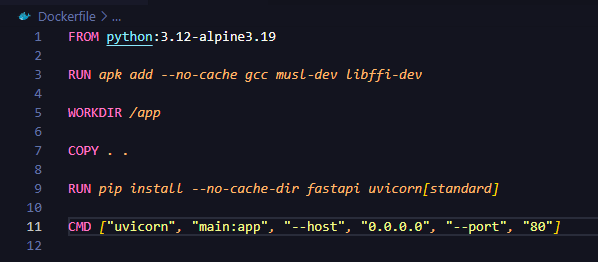 Dockerfile > ...
1 FROM python:3.12-alpine3.19
2
3 RUN apk add --no-cache gcc musl-dev libffi-dev
4
5 WORKDIR /app
6
7 COPY . .
8
9 RUN pip install --no-cache-dir fastapi uvicorn[standard]
10
11 CMD ["uvicorn", "main:app", "--host", "0.0.0.0", "--port", "80"]
12